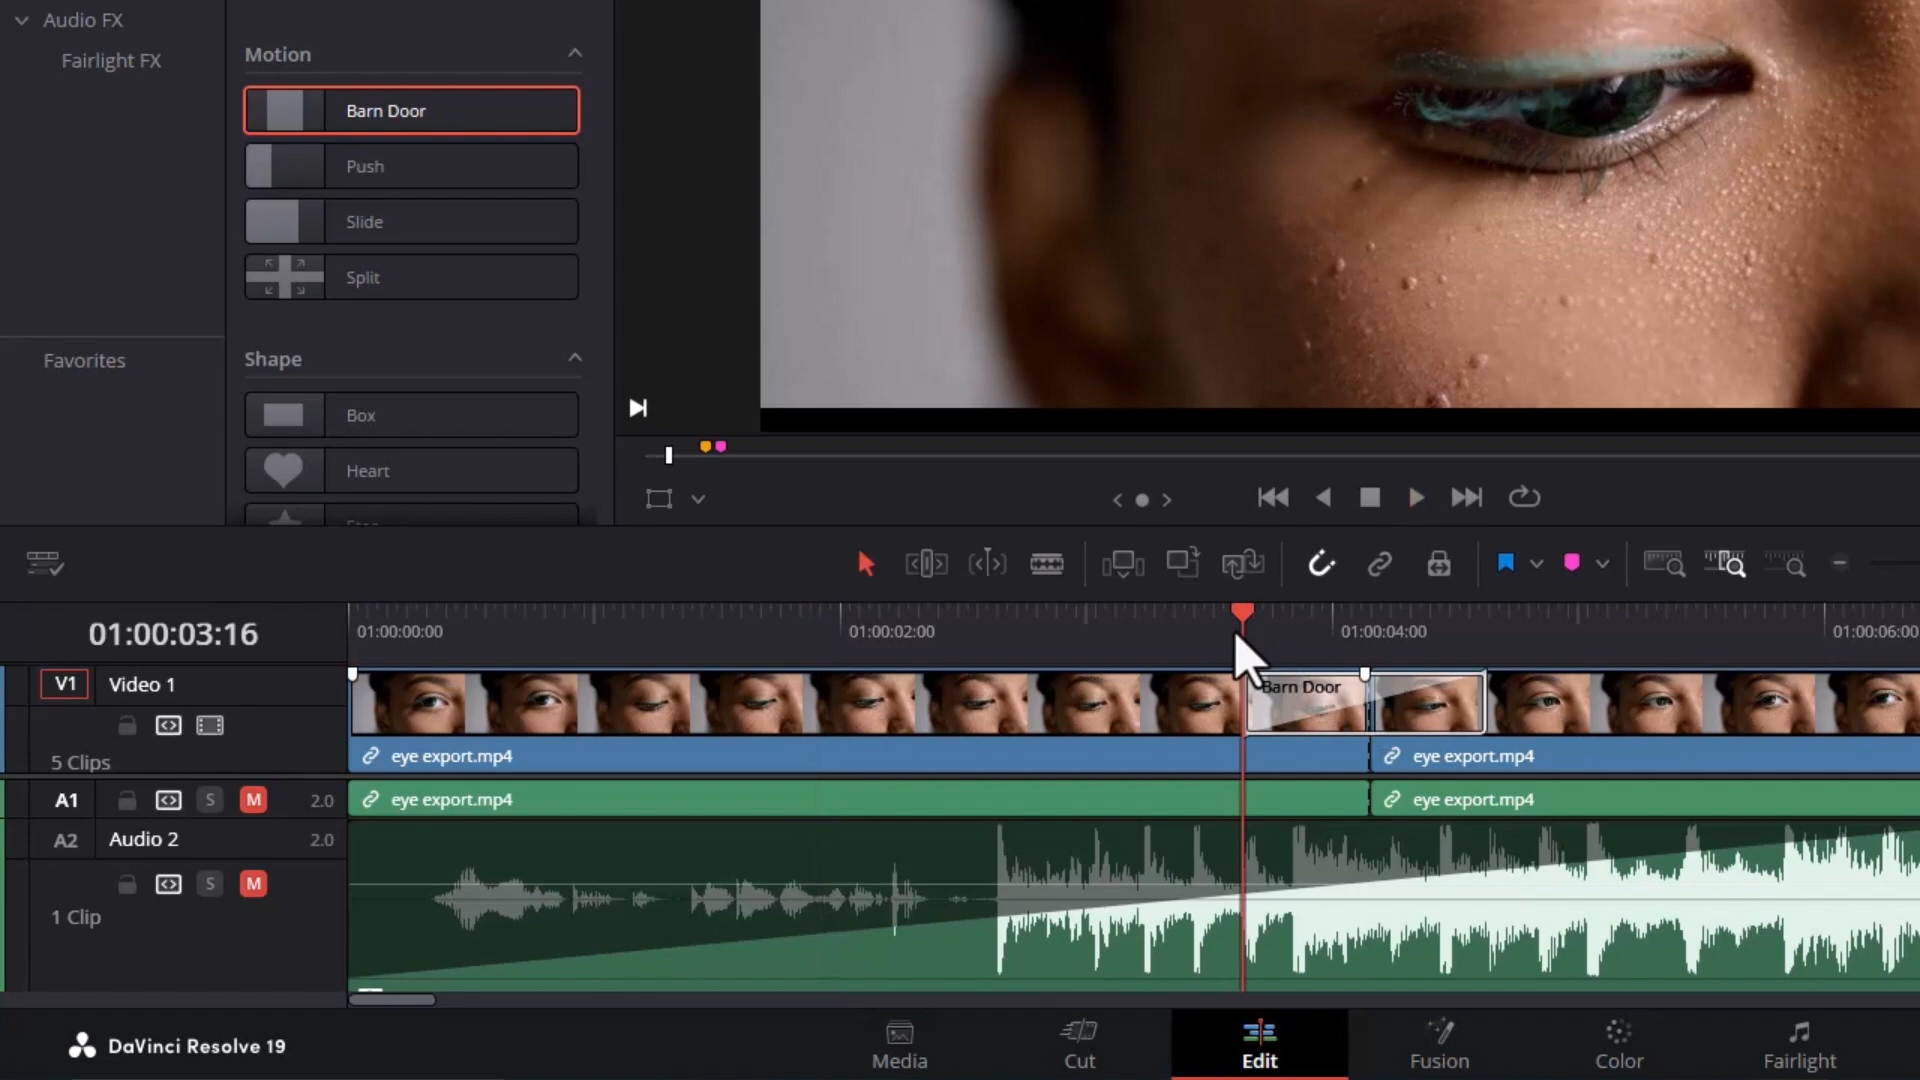 Audio FX
Fairlight FX
Favorites
Motion
Barn Door
Push
Slide
Split
Shape
Box
Heart
01:00:03:16
01:00:00:00
01:00:02:00
01:00:04:00
01:00:06:00
V1 Video 1
5 Clips
Barn Door
eye export.mp4
eye export.mp4
A1 S M 2.0
eye export.mp4
eye export.mp4
A2 Audio 2 2.0
S M
1 Clip
DaVinci Resolve 19
Media
Cut
Edit
Fusion
Color
Fairlight